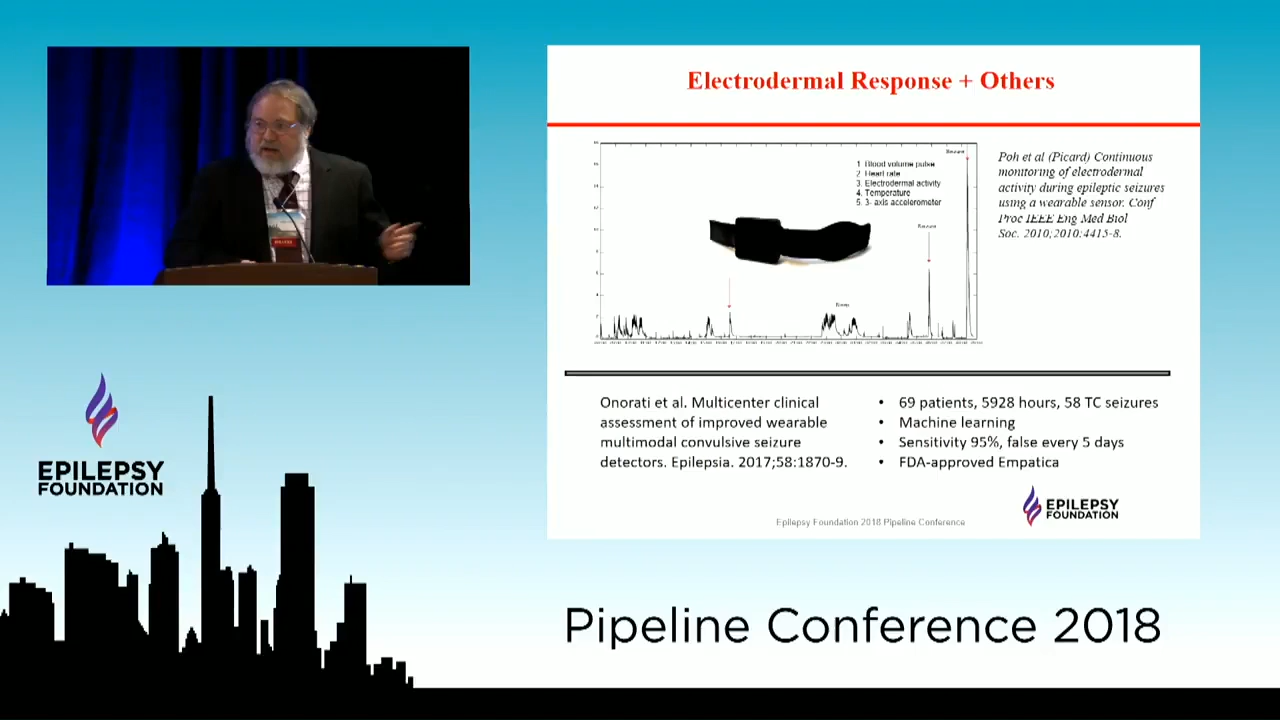 Electrodermal Response + Others
Seizure
1 Blood volume pulse
2 Heart rate
3. Electrodermal activity
4. Temperature
5. 3- axis accelerometer
Seizure
Sleep
Poh et al (Picard) Continuous
monitoring of electrodermal
activity during epileptic seizures
using a wearable sensor. Conf
Proc IEEE Eng Med Biol
Soc. 2010;2010:4415-8.
Onorati et al. Multicenter clinical
assessment of improved wearable
multimodal convulsive seizure
detectors. Epilepsia. 2017;58:1870-9.
• 69 patients, 5928 hours, 58 TC seizures
• Machine learning
• Sensitivity 95%, false every 5 days
• FDA-approved Empatica
EPILEPSY
FOUNDATION
Epilepsy Foundation 2018 Pipeline Conference
EPILEPSY
FOUNDATION
Pipeline Conference 2018